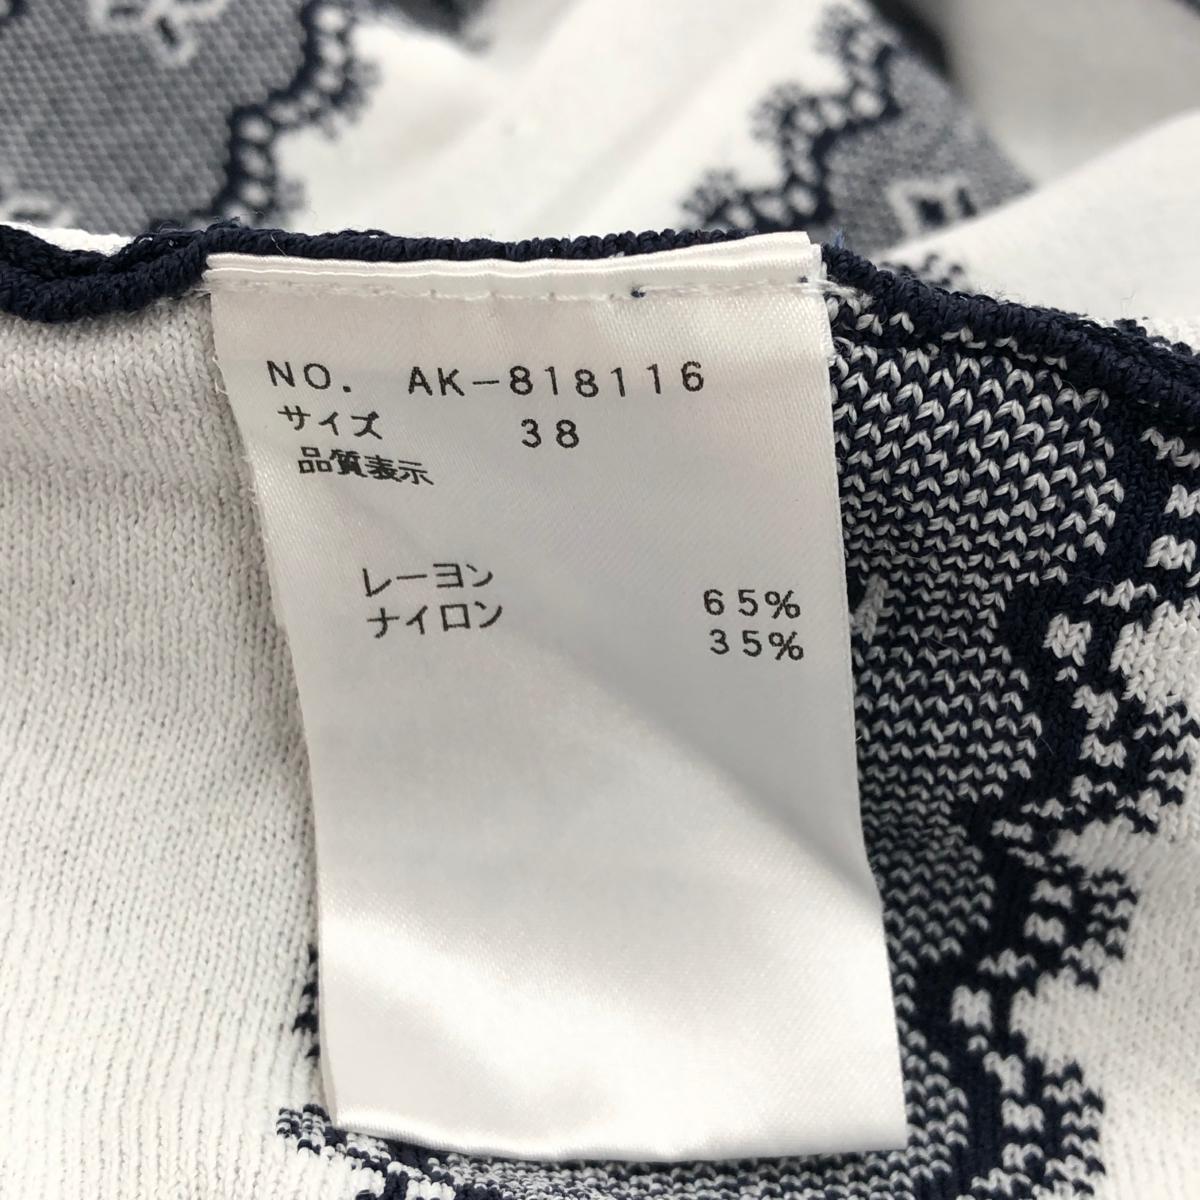 NO. AK-818116
サイズ 38
品質表示
レーヨン 65%
ナイロン 35%